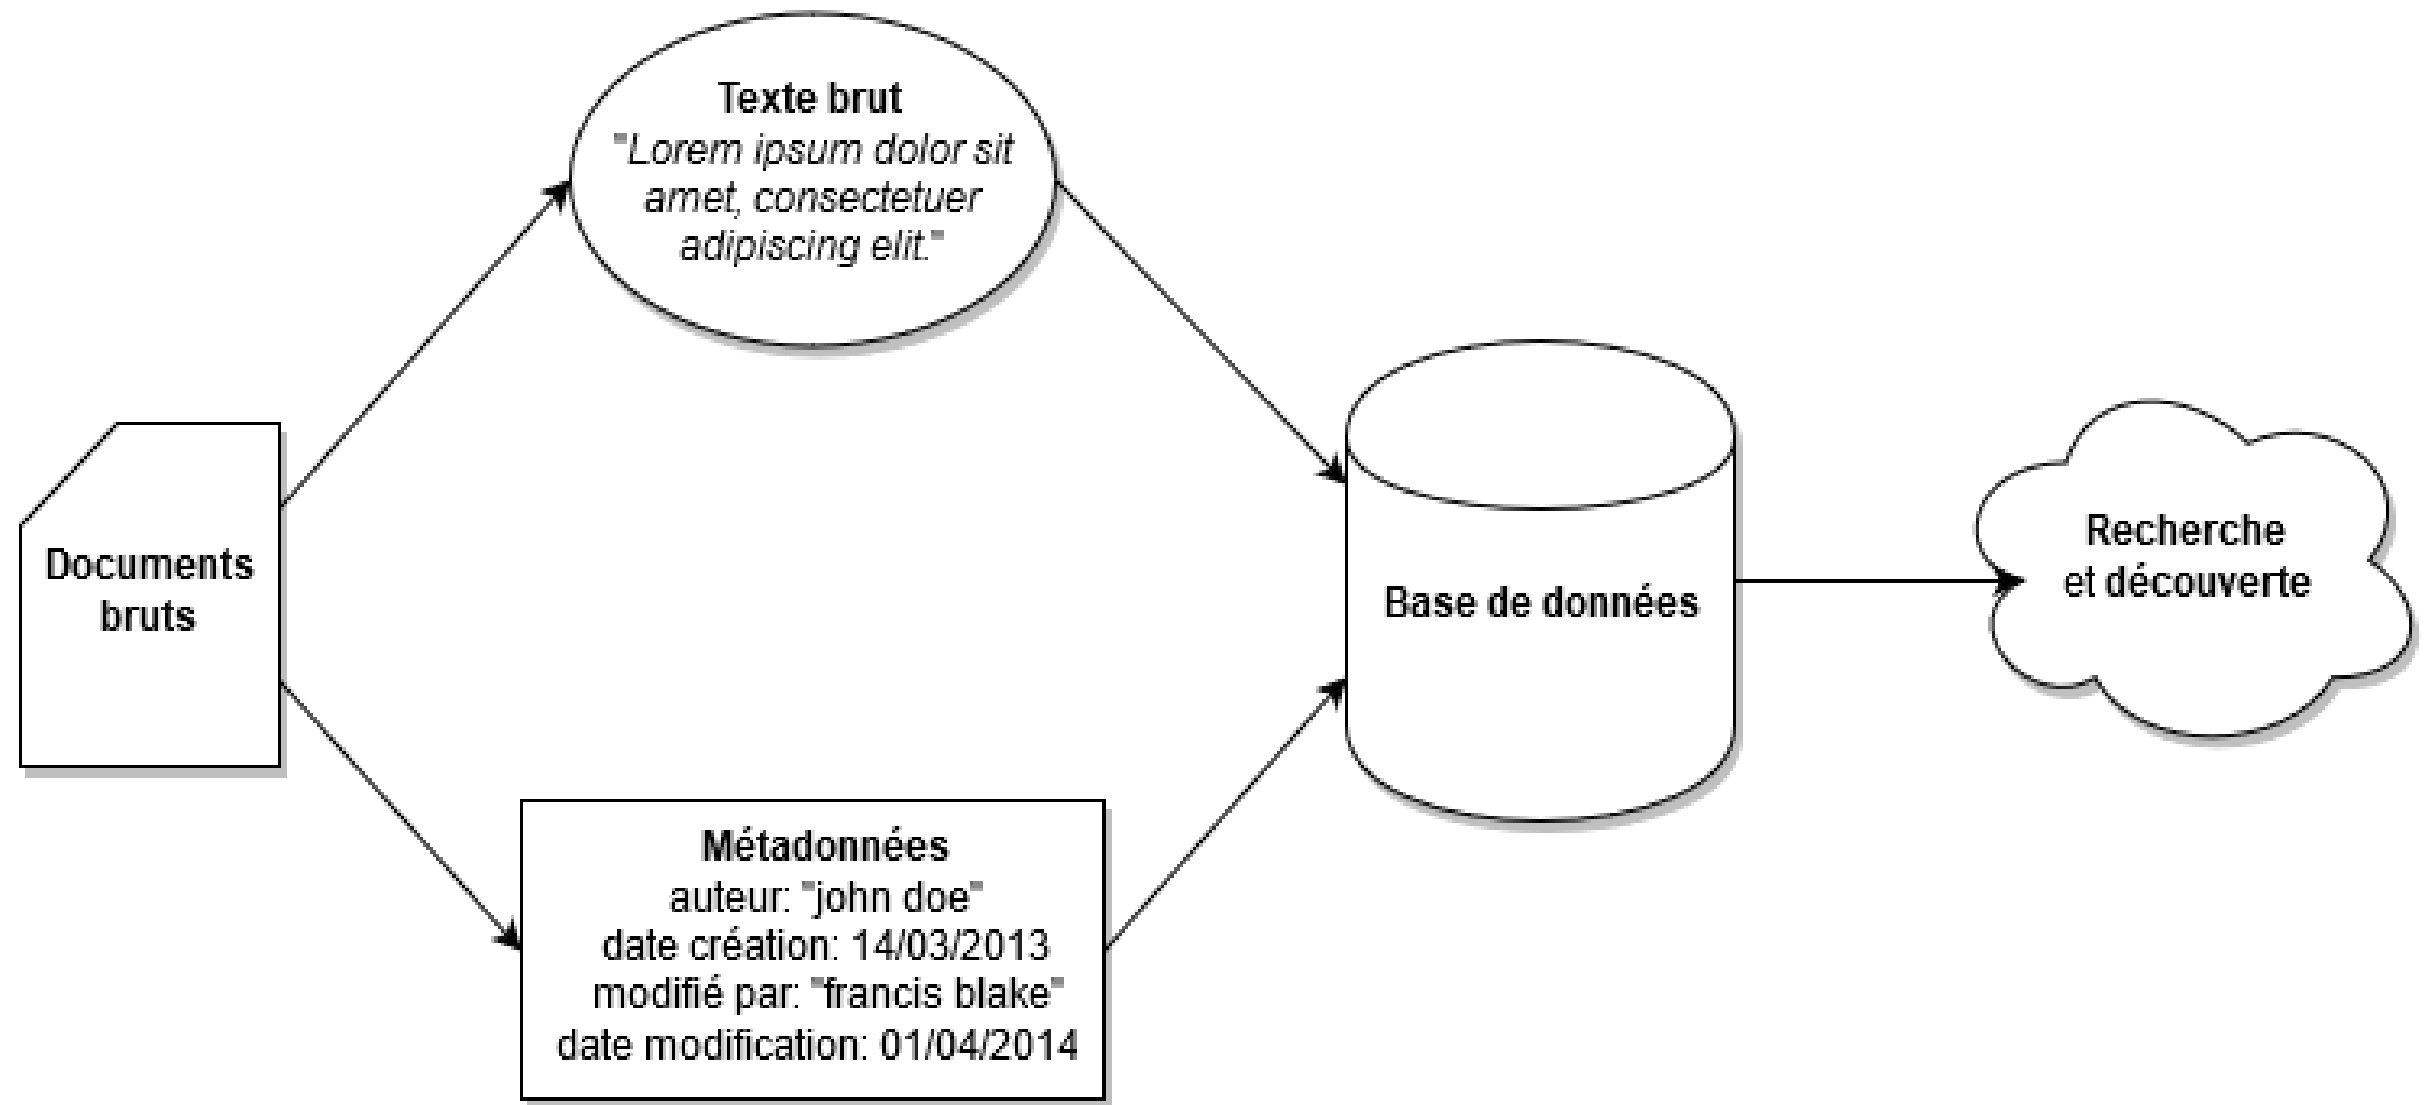 Texte brut
"Lorem ipsum dolor sit
amet, consectetuer
adipiscing elit."
Documents
bruts
Métadonnées
auteur: "john doe"
date création: 14/03/2013
modifié par: "francis blake"
date modification: 01/04/2014
Base de données
Recherche
et découverte